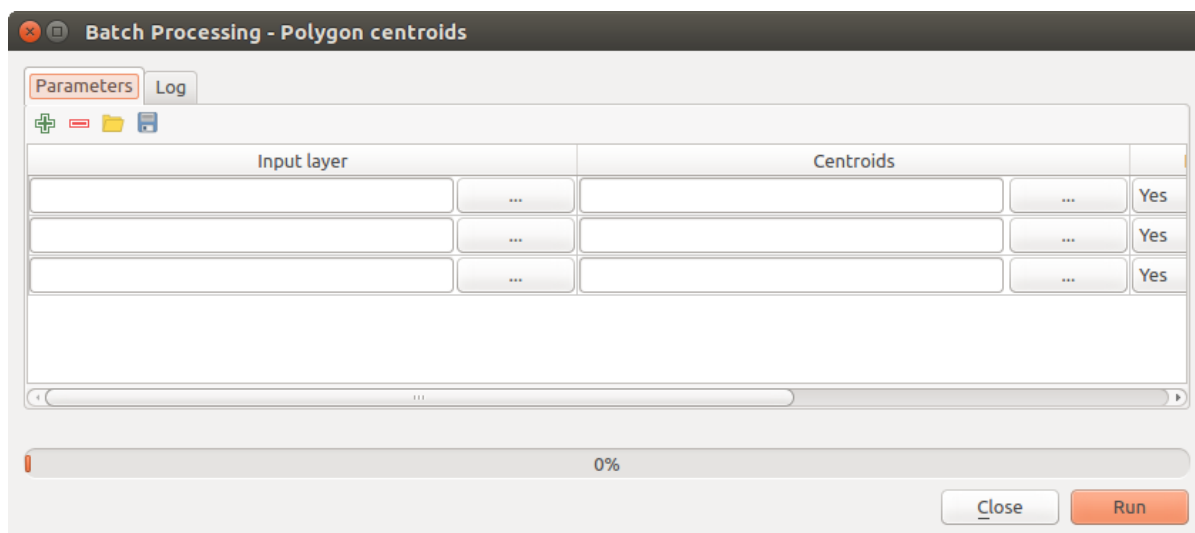 Batch Processing - Polygon centroids
Parameters Log
Input layer Centroids
... ... Yes
... ... Yes
... ... Yes
0%
Close Run